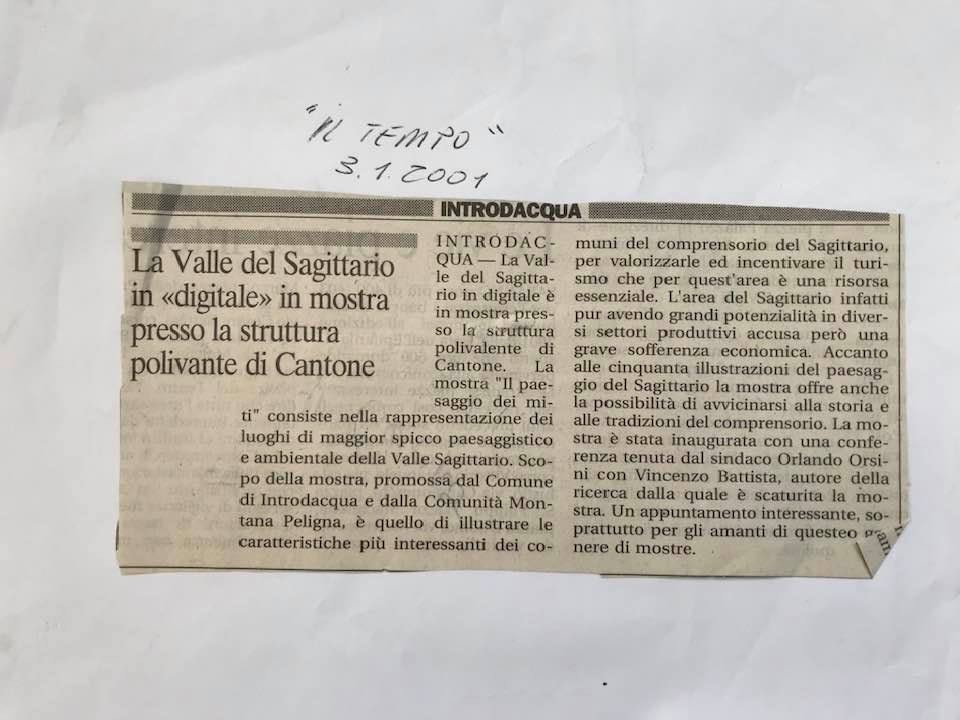 "IL TEMPO"
3.1.2001
INTRODACQUA
La Valle del Sagittario
in «digitale» in mostra
presso la struttura
polivante di Cantone
INTRODAC-
QUA — La Val-
le del Sagitta-
rio in digitale è
in mostra pres-
so la struttura
polivalente di
Cantone. La
mostra "Il pae-
saggio dei mi-
ti" consiste nella rappresentazione dei
luoghi di maggior spicco paesaggistico
e ambientale della Valle Sagittario. Sco-
po della mostra, promossa dal Comune
di Introdacqua e dalla Comunità Mon-
tana Peligna, è quello di illustrare le
caratteristiche più interessanti dei co-
muni del comprensorio del Sagittario,
per valorizzarle ed incentivare il turi-
smo che per quest'area è una risorsa
essenziale. L'area del Sagittario infatti
pur avendo grandi potenzialità in diver-
si settori produttivi accusa però una
grave sofferenza economica. Accanto
alle cinquanta illustrazioni del paesag-
gio del Sagittario la mostra offre anche
la possibilità di avvicinarsi alla storia e
alle tradizioni del comprensorio. La mo-
stra è stata inaugurata con una confe-
renza tenuta dal sindaco Orlando Orsi-
ni con Vincenzo Battista, autore della
ricerca dalla quale è scaturita la mo-
stra. Un appuntamento interessante, so-
prattutto per gli amanti di questeo
nere di mostre.